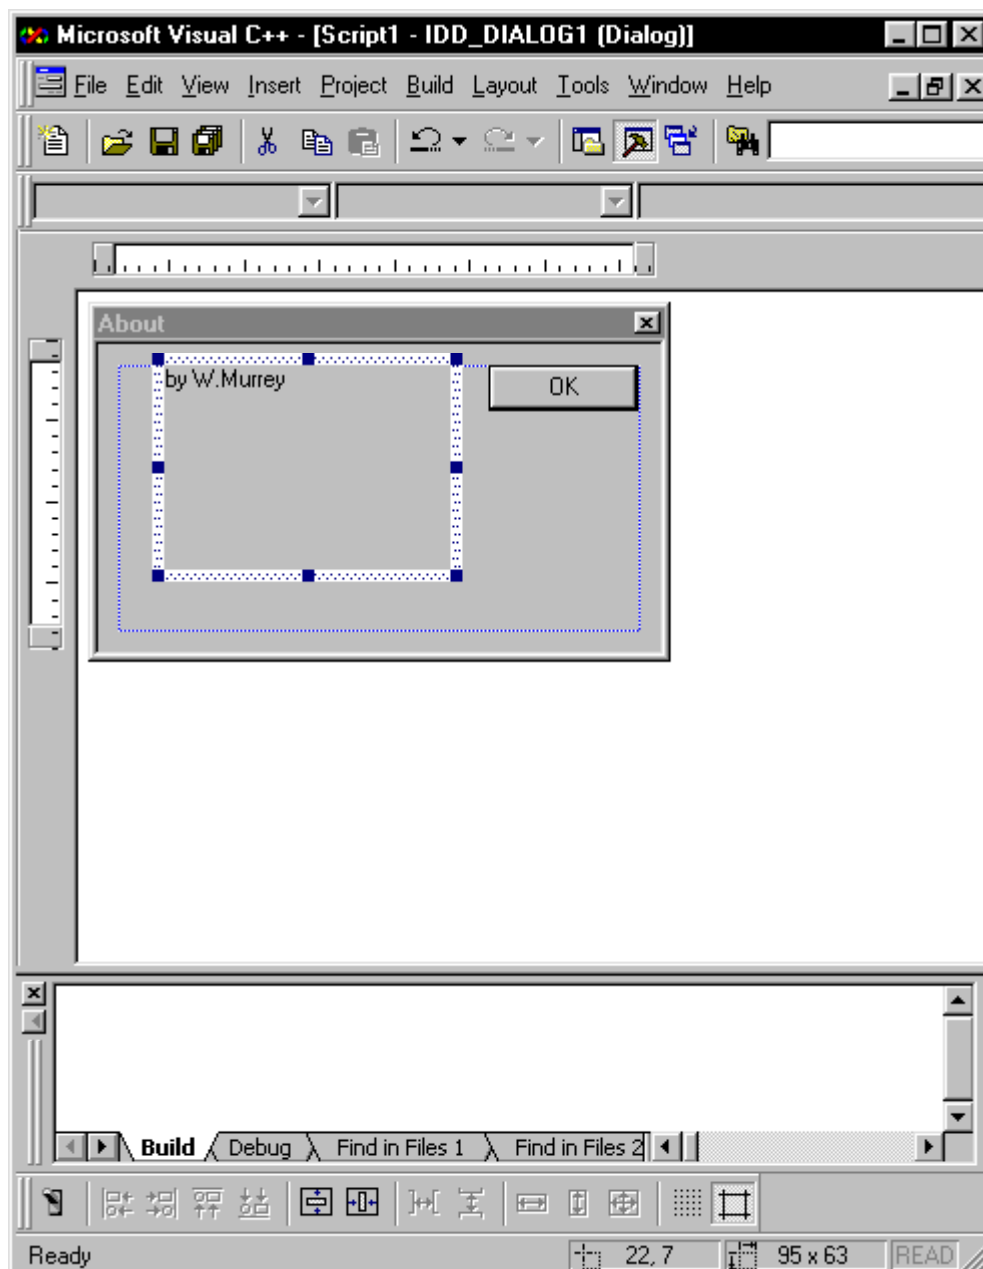 Microsoft Visual C++ - [Script1 - IDD_DIALOG1 (Dialog)]
File Edit View Insert Project Build Layout Tools Window Help
About
by W.Murrey
OK
Build Debug Find in Files 1 Find in Files 2
Ready 22, 7 95 x 63 READ